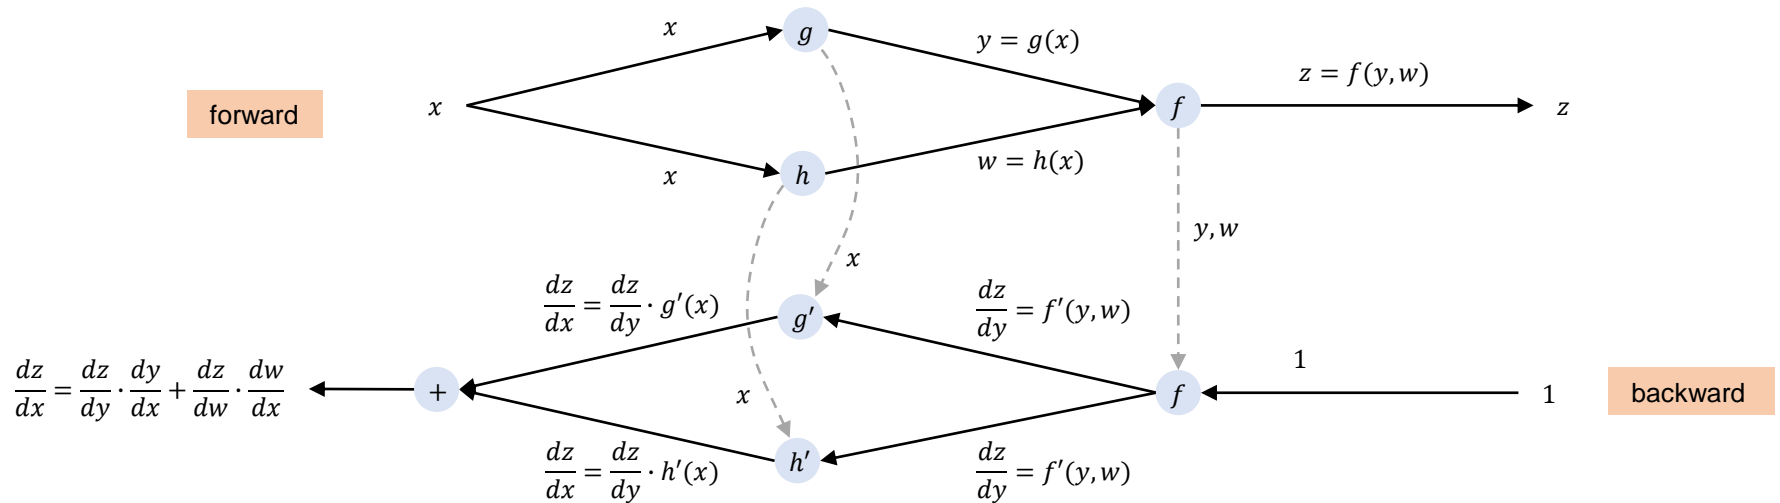 x
g
y = g(x)
z = f(y, w)
forward
x
f
z
x
h
w = h(x)
y, w
x
dz/dx = dz/dy · g′(x)
g′
dz/dy = f′(y, w)
1
dz/dx = dz/dy · dy/dx + dz/dw · dw/dx
+
f
1
backward
x
dz/dx = dz/dy · h′(x)
h′
dz/dy = f′(y, w)